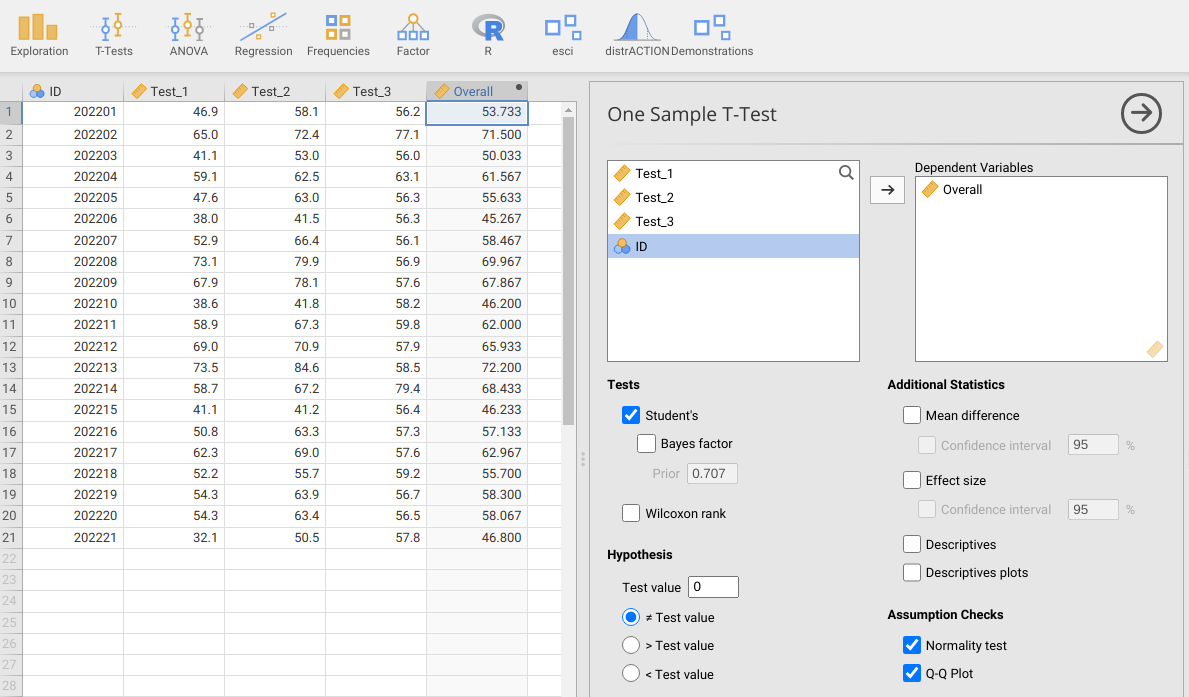 Exploration T-Tests ANOVA Regression Frequencies Factor R esci distrACTION Demonstrations
ID Test_1 Test_2 Test_3 Overall
1 202201 46.9 58.1 56.2 53.733
2 202202 65.0 72.4 77.1 71.500
3 202203 41.1 53.0 56.0 50.033
4 202204 59.1 62.5 63.1 61.567
5 202205 47.6 63.0 56.3 55.633
6 202206 38.0 41.5 56.3 45.267
7 202207 52.9 66.4 56.1 58.467
8 202208 73.1 79.9 56.9 69.967
9 202209 67.9 78.1 57.6 67.867
10 202210 38.6 41.8 58.2 46.200
11 202211 58.9 67.3 59.8 62.000
12 202212 69.0 70.9 57.9 65.933
13 202213 73.5 84.6 58.5 72.200
14 202214 58.7 67.2 79.4 68.433
15 202215 41.1 41.2 56.4 46.233
16 202216 50.8 63.3 57.3 57.133
17 202217 62.3 69.0 57.6 62.967
18 202218 52.2 55.7 59.2 55.700
19 202219 54.3 63.9 56.7 58.300
20 202220 54.3 63.4 56.5 58.067
21 202221 32.1 50.5 57.8 46.800
22
23
24
25
26
27
28
One Sample T-Test
Test_1
Test_2
Test_3
ID
Dependent Variables
Overall
Tests
Student's
Bayes factor
Prior 0.707
Wilcoxon rank
Hypothesis
Test value 0
≠ Test value
> Test value
< Test value
Additional Statistics
Mean difference
Confidence interval 95 %
Effect size
Confidence interval 95 %
Descriptives
Descriptives plots
Assumption Checks
Normality test
Q-Q Plot